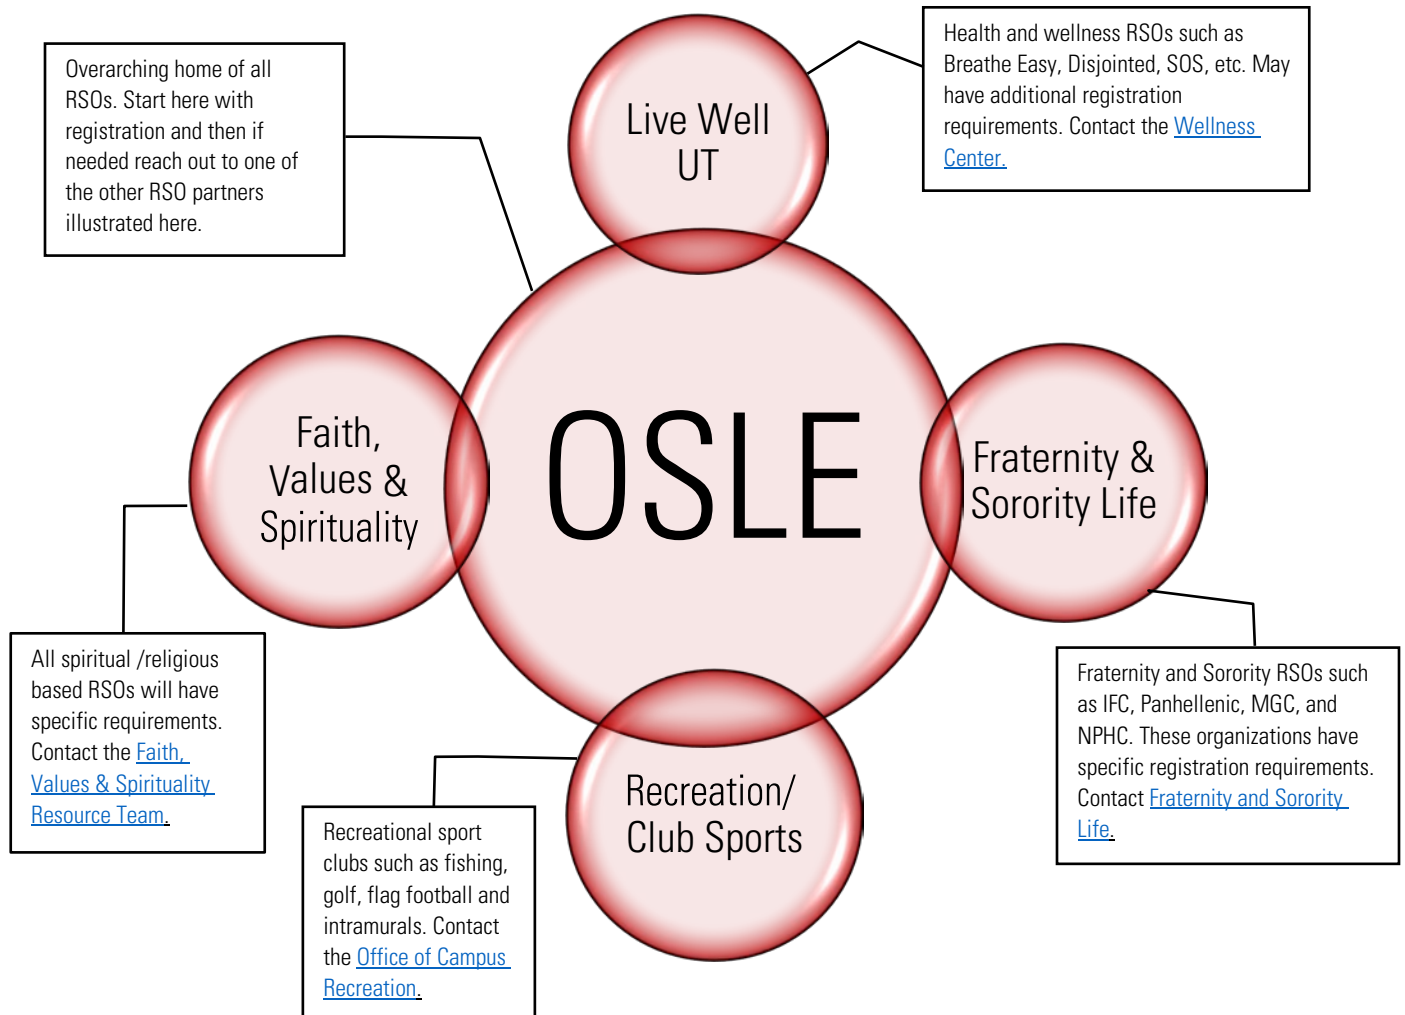 Overarching home of all
RSOs. Start here with
registration and then if
needed reach out to one of
the other RSO partners
illustrated here.
Live Well
UT
Health and wellness RSOs such as
Breathe Easy, Disjointed, SOS, etc. May
have additional registration
requirements. Contact the Wellness
Center.
Faith,
Values &
Spirituality
OSLE
Fraternity &
Sorority Life
All spiritual /religious
based RSOs will have
specific requirements.
Contact the Faith,
Values & Spirituality
Resource Team.
Recreational sport
clubs such as fishing,
golf, flag football and
intramurals. Contact
the Office of Campus
Recreation.
Recreation/
Club Sports
Fraternity and Sorority RSOs such
as IFC, Panhellenic, MGC, and
NPHC. These organizations have
specific registration requirements.
Contact Fraternity and Sorority
Life.